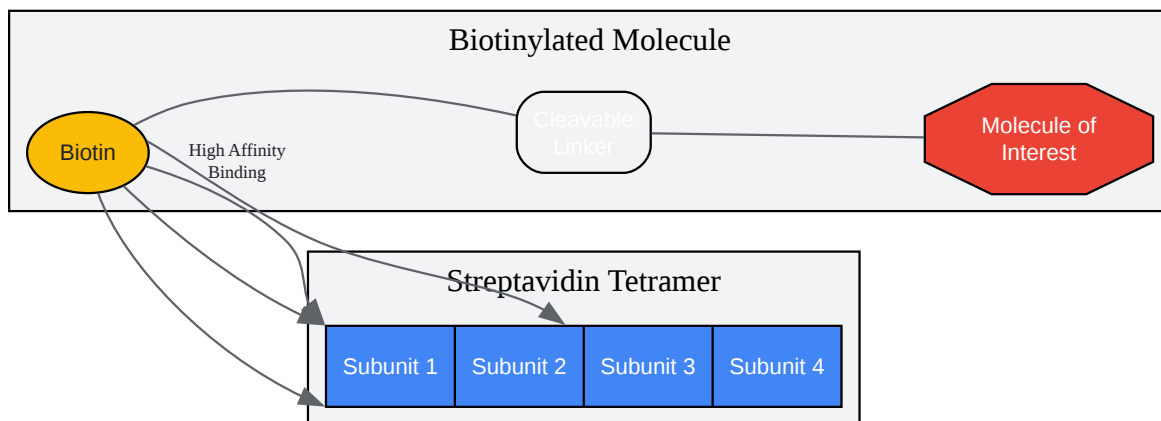 Biotinylated Molecule
Biotin
High Affinity
Binding
Cleavable
Linker
Molecule of
Interest
Streptavidin Tetramer
Subunit 1
Subunit 2
Subunit 3
Subunit 4